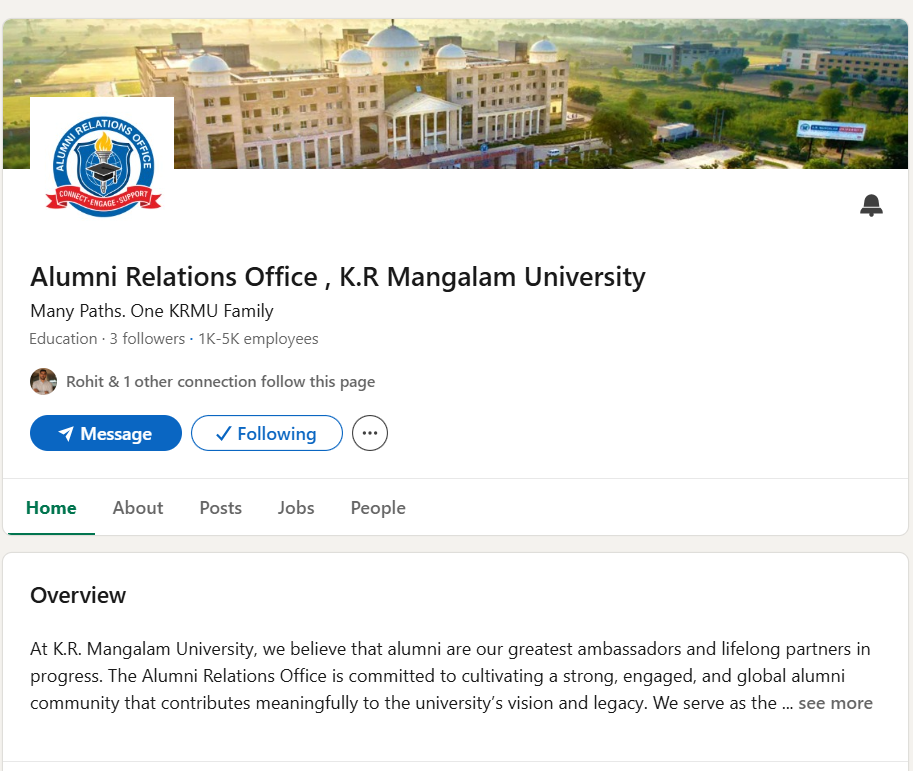 ALUMNI RELATIONS OFFICE
CONNECT • ENGAGE • SUPPORT
Alumni Relations Office , K.R Mangalam University
Many Paths. One KRMU Family
Education · 3 followers · 1K-5K employees
Rohit & 1 other connection follow this page
Message
Following
Home About Posts Jobs People
Overview
At K.R. Mangalam University, we believe that alumni are our greatest ambassadors and lifelong partners in
progress. The Alumni Relations Office is committed to cultivating a strong, engaged, and global alumni
community that contributes meaningfully to the university’s vision and legacy. We serve as the ... see more